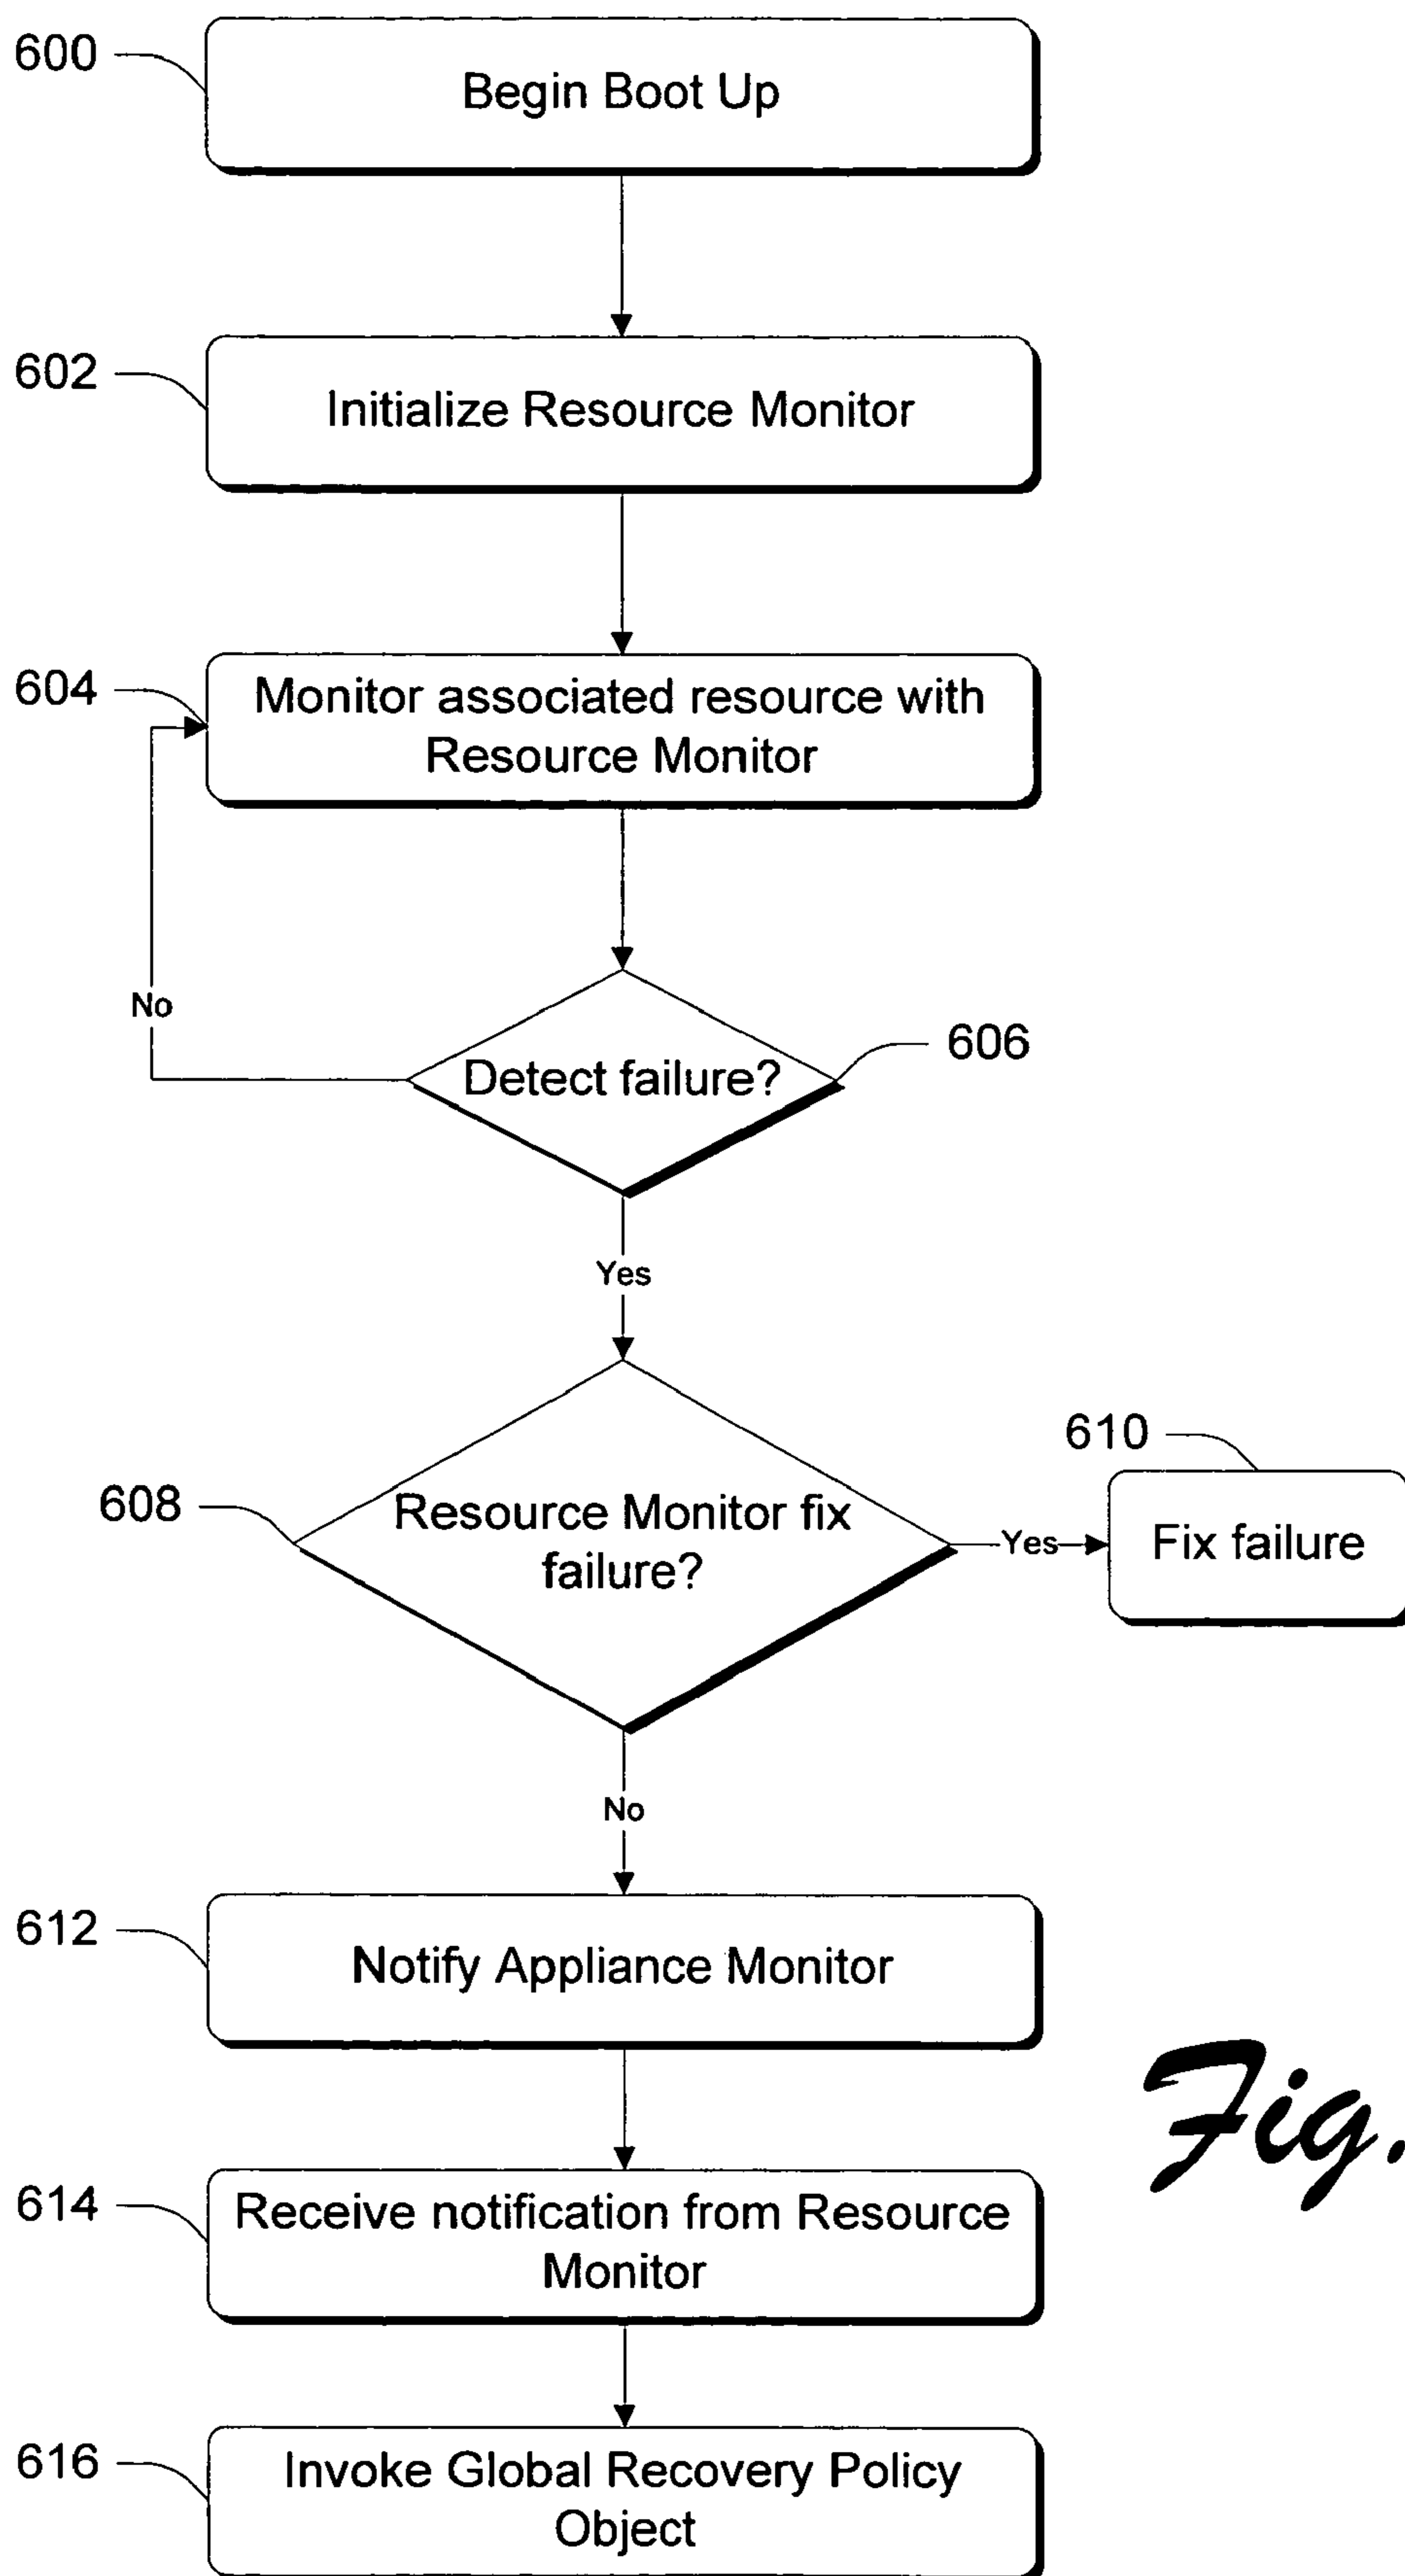 600
Begin Boot Up
602
Initialize Resource Monitor
604
Monitor associated resource with
Resource Monitor
No
Detect failure?
606
Yes
608
Resource Monitor fix
failure?
Yes
610
Fix failure
No
612
Notify Appliance Monitor
614
Receive notification from Resource
Monitor
616
Invoke Global Recovery Policy
Object
Fig.